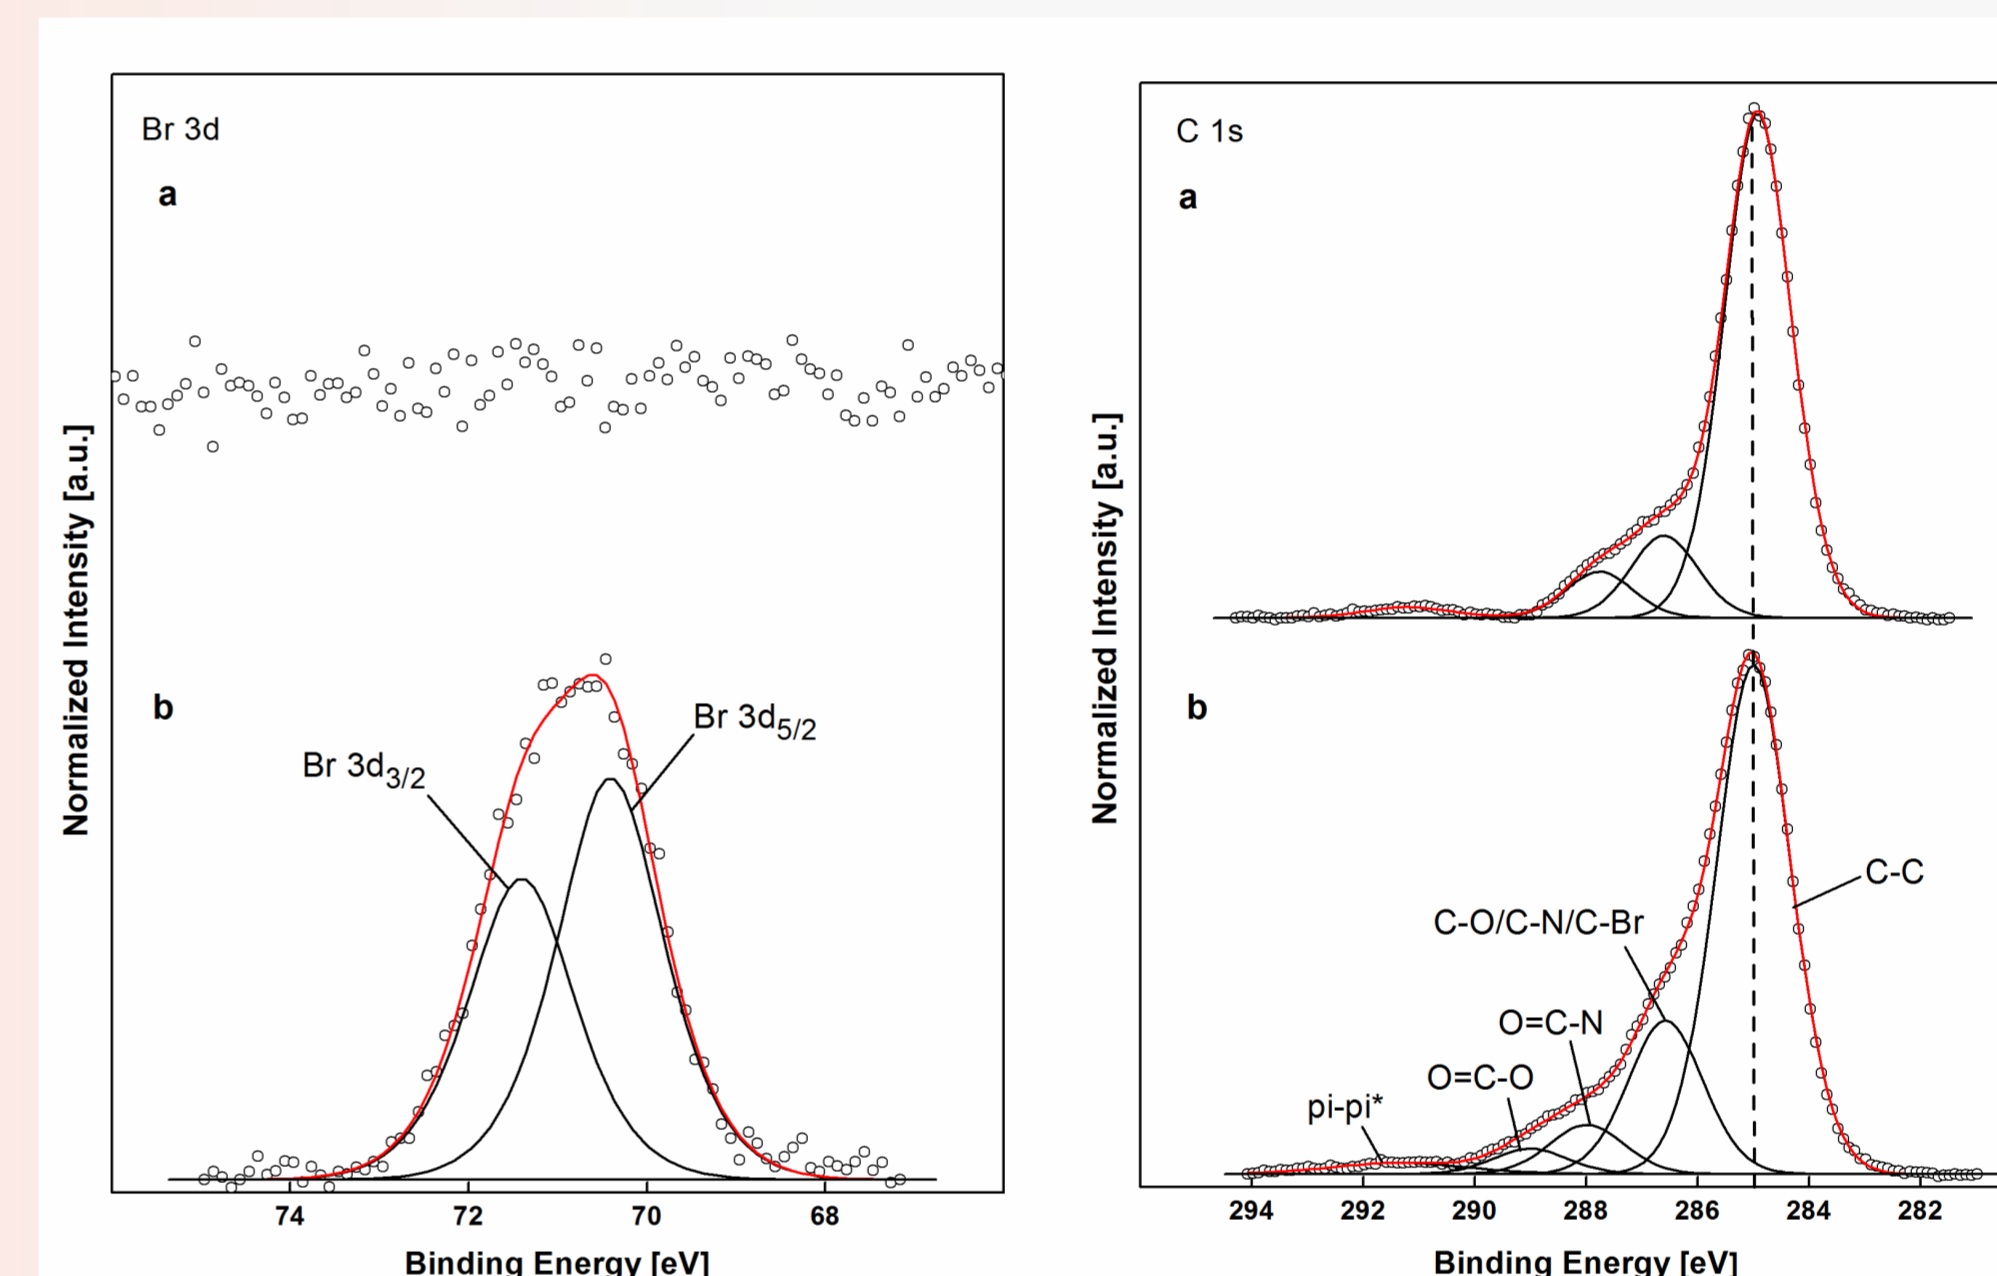 Br 3d
a
b
Br 3d3/2
Br 3d5/2
Normalized Intensity [a.u.]
74 72 70 68
Binding Energy [eV]
C 1s
a
b
C-C
C-O/C-N/C-Br
O=C-N
O=C-O
pi-pi*
Normalized Intensity [a.u.]
294 292 290 288 286 284 282
Binding Energy [eV]